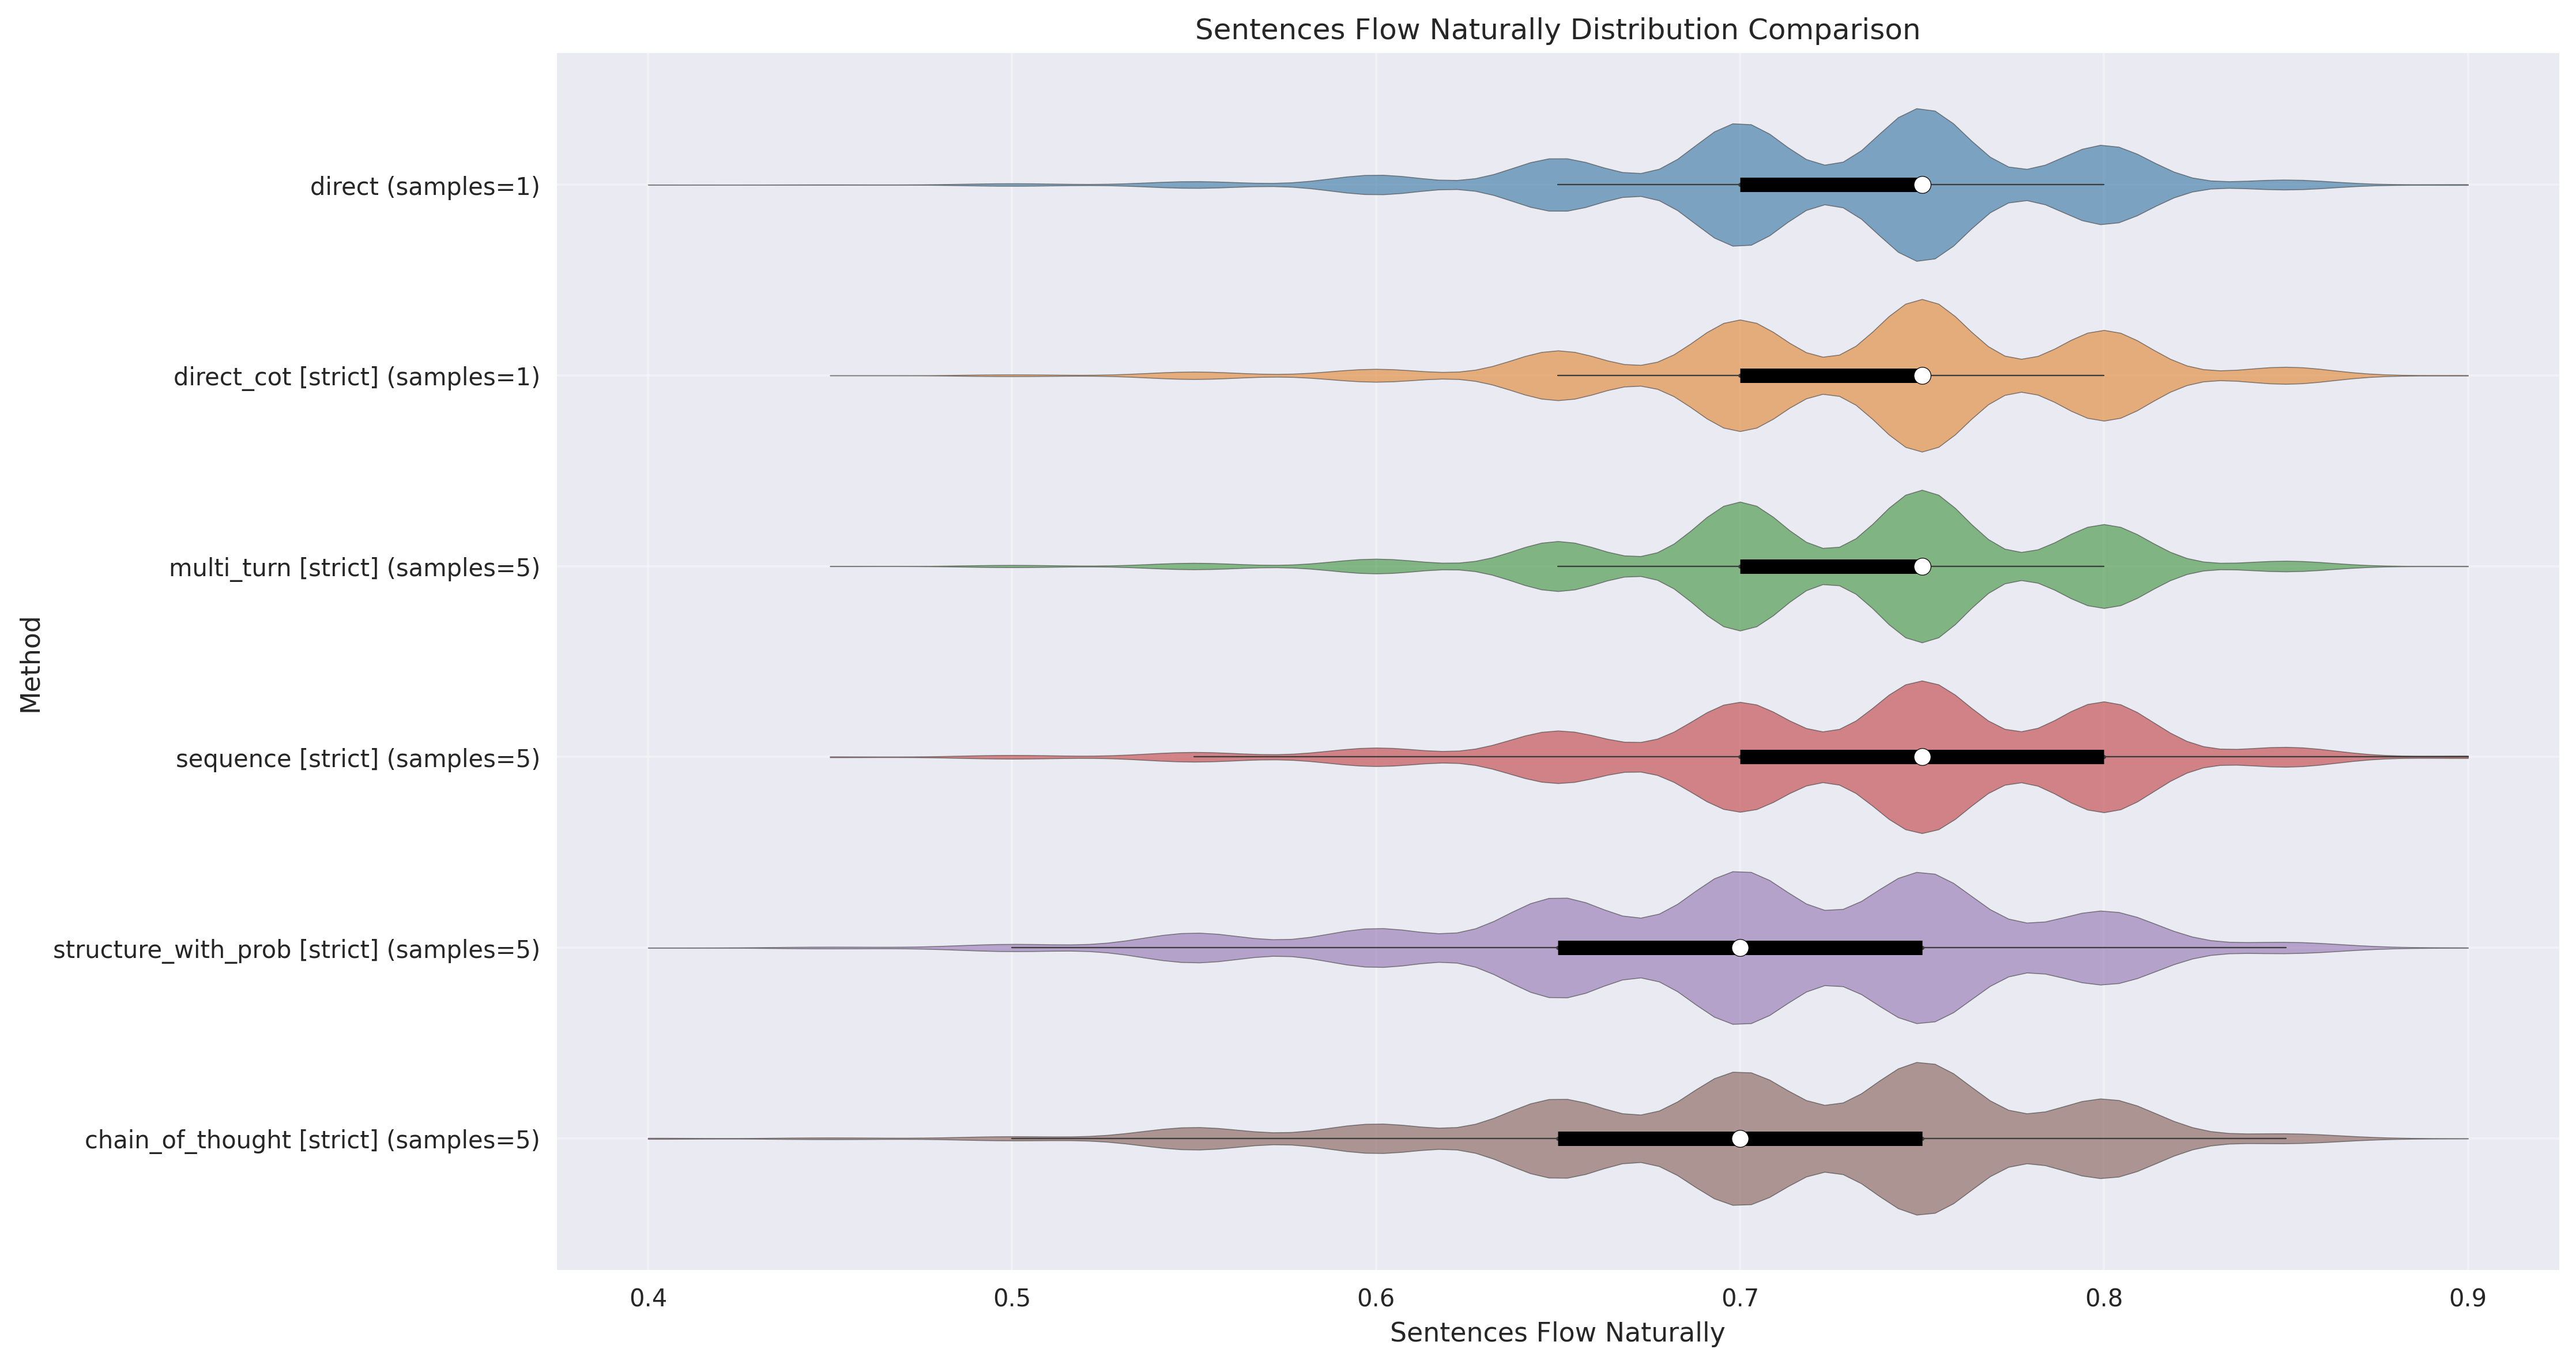 Sentences Flow Naturally Distribution Comparison
Method
direct (samples=1)
direct_cot [strict] (samples=1)
multi_turn [strict] (samples=5)
sequence [strict] (samples=5)
structure_with_prob [strict] (samples=5)
chain_of_thought [strict] (samples=5)
0.4 0.5 0.6 0.7 0.8 0.9
Sentences Flow Naturally